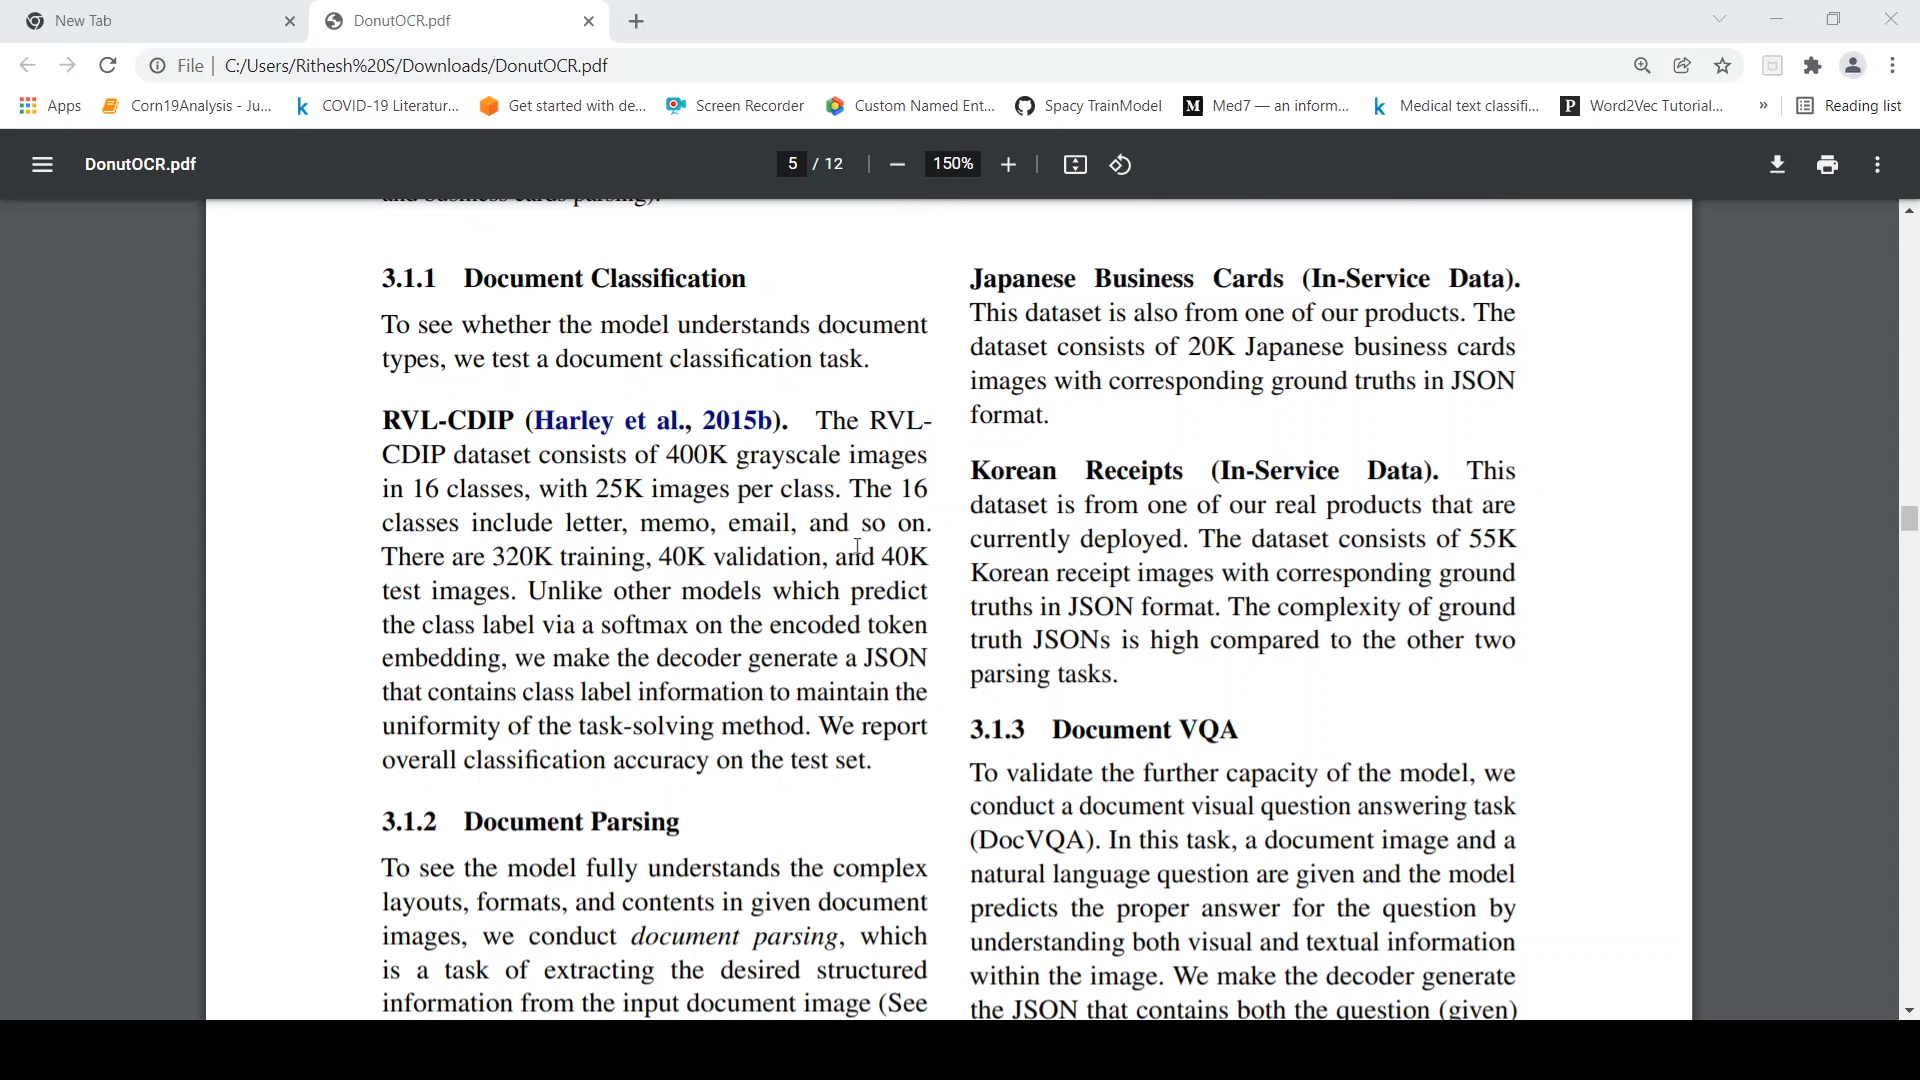 New Tab
DonutOCR.pdf
File | C:/Users/Rithesh%20S/Downloads/DonutOCR.pdf
Apps
Corn19Analysis - Ju...
COVID-19 Literatur...
Get started with de...
Screen Recorder
Custom Named Ent...
Spacy TrainModel
Med7 — an inform...
Medical text classifi...
Word2Vec Tutorial...
»
Reading list
DonutOCR.pdf
5 / 12
150%
and business cards parsing).
3.1.1 Document Classification
To see whether the model understands document
types, we test a document classification task.
RVL-CDIP (Harley et al., 2015b). The RVL-
CDIP dataset consists of 400K grayscale images
in 16 classes, with 25K images per class. The 16
classes include letter, memo, email, and so on.
There are 320K training, 40K validation, and 40K
test images. Unlike other models which predict
the class label via a softmax on the encoded token
embedding, we make the decoder generate a JSON
that contains class label information to maintain the
uniformity of the task-solving method. We report
overall classification accuracy on the test set.
3.1.2 Document Parsing
To see the model fully understands the complex
layouts, formats, and contents in given document
images, we conduct document parsing, which
is a task of extracting the desired structured
information from the input document image (See
Japanese Business Cards (In-Service Data).
This dataset is also from one of our products. The
dataset consists of 20K Japanese business cards
images with corresponding ground truths in JSON
format.
Korean Receipts (In-Service Data). This
dataset is from one of our real products that are
currently deployed. The dataset consists of 55K
Korean receipt images with corresponding ground
truths in JSON format. The complexity of ground
truth JSONs is high compared to the other two
parsing tasks.
3.1.3 Document VQA
To validate the further capacity of the model, we
conduct a document visual question answering task
(DocVQA). In this task, a document image and a
natural language question are given and the model
predicts the proper answer for the question by
understanding both visual and textual information
within the image. We make the decoder generate
the JSON that contains both the question (given)